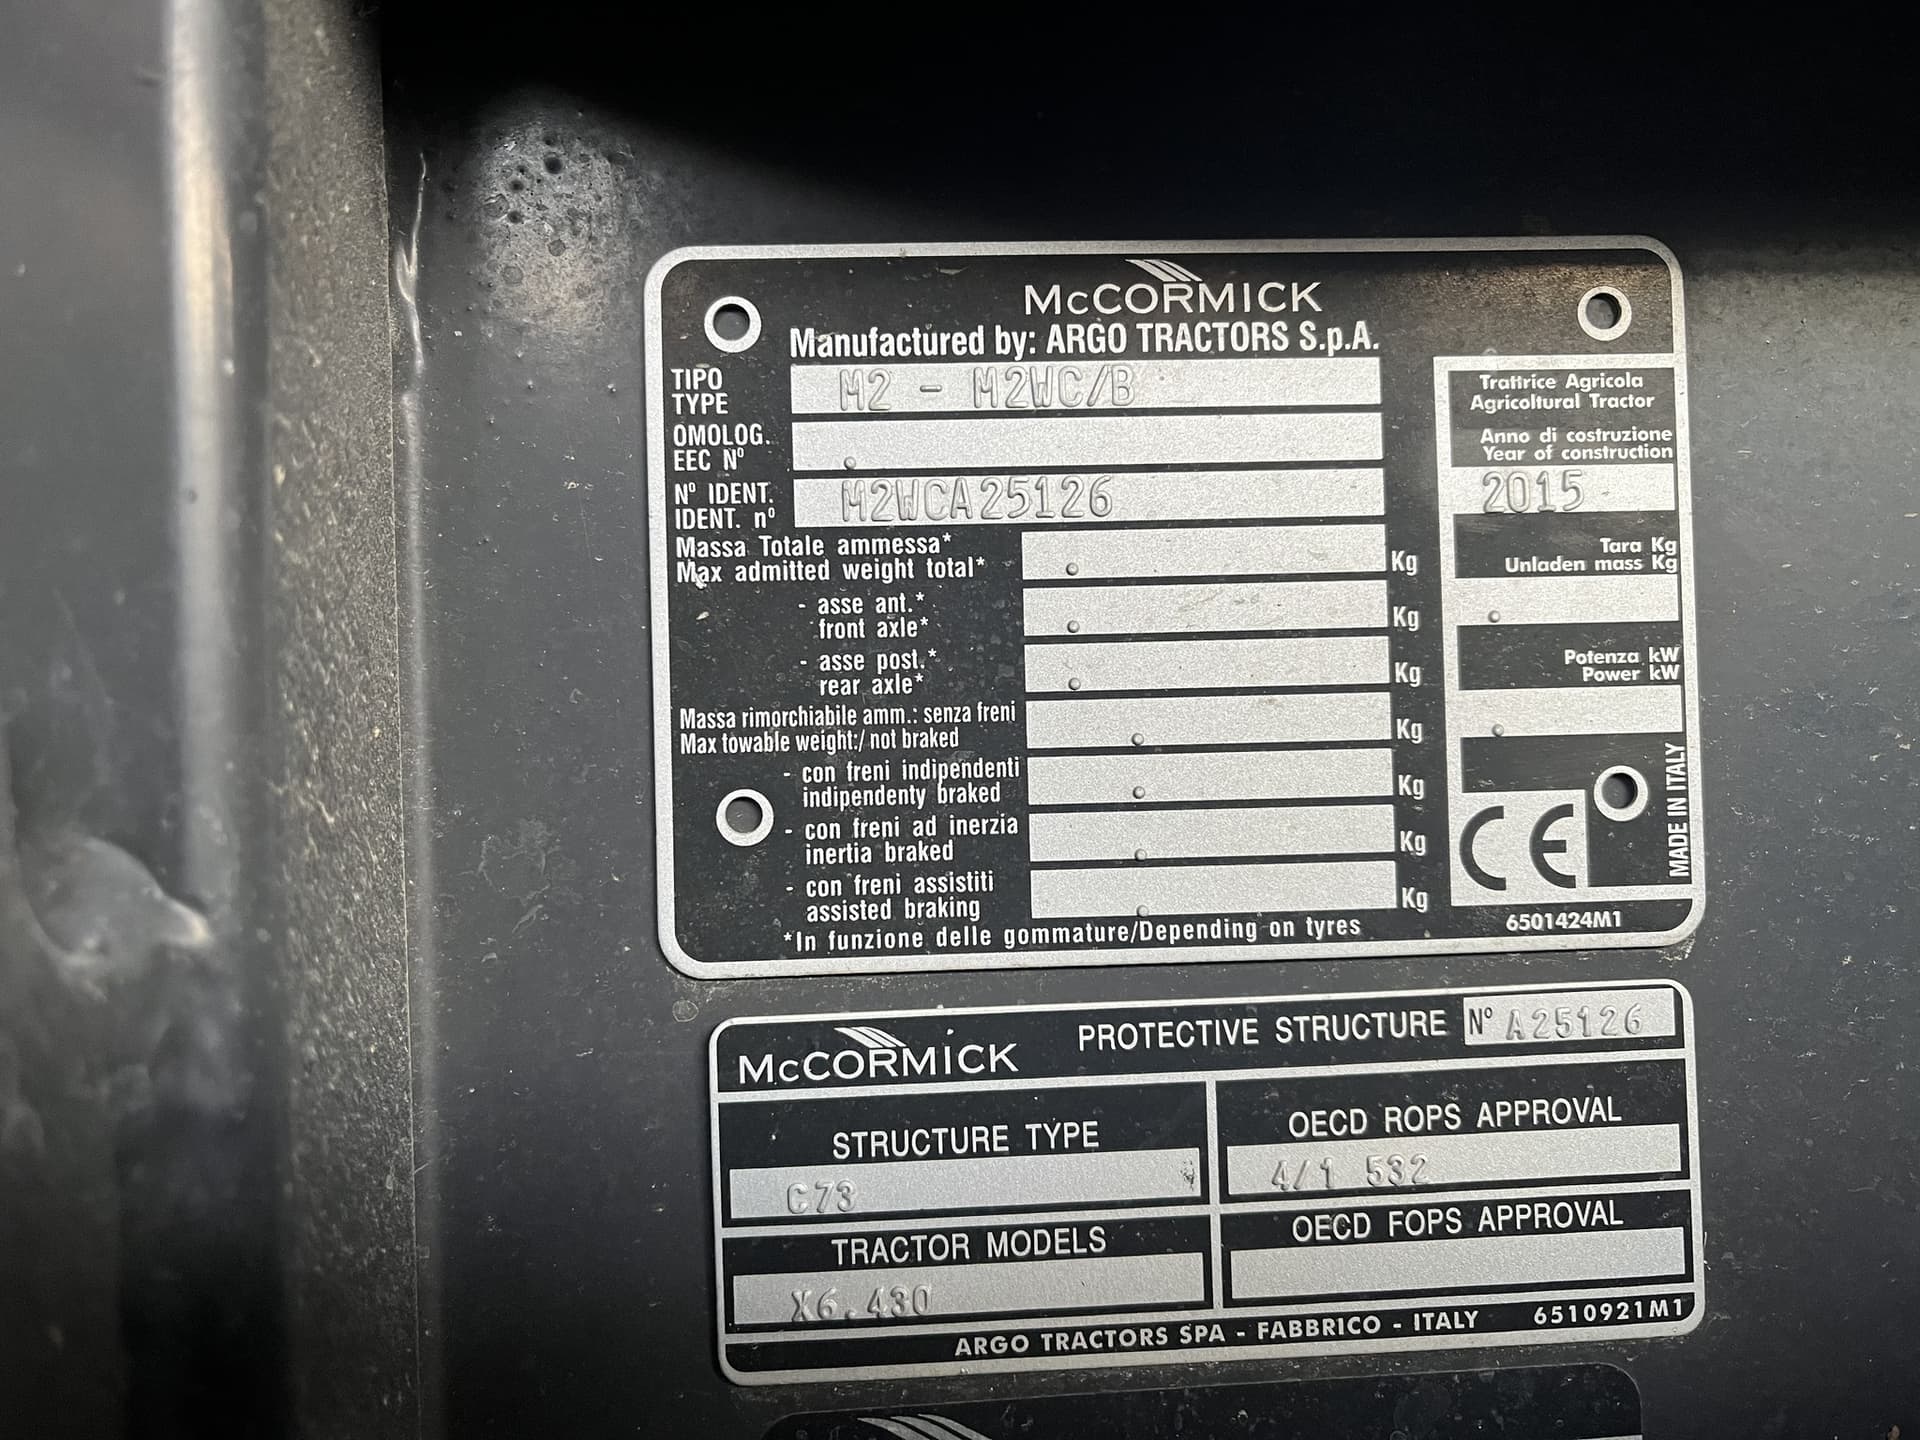 McCORMICK
Manufactured by: ARGO TRACTORS S.p.A.
TIPO
TYPE
M2 - M2WC/B
OMOLOG.
EEC Nº
.
Nº IDENT.
IDENT. nº
M2WCA25126
Massa Totale ammessa*
Max admitted weight total*
. Kg
- asse ant.*
front axle*
. Kg
- asse post.*
rear axle*
. Kg
Massa rimorchiabile amm.: senza freni
Max towable weight:/ not braked
. Kg
- con freni indipendenti
indipendenty braked
. Kg
- con freni ad inerzia
inertia braked
. Kg
- con freni assistiti
assisted braking
. Kg
*In funzione delle gommature/Depending on tyres
Trattrice Agricola
Agricoltural Tractor
Anno di costruzione
Year of construction
2015
Tara Kg
Unladen mass Kg
.
Potenza kW
Power kW
.
CE
MADE IN ITALY
6501424M1
McCORMICK
PROTECTIVE STRUCTURE Nº A25126
STRUCTURE TYPE
C73
OECD ROPS APPROVAL
4/1 532
TRACTOR MODELS
X6.430
OECD FOPS APPROVAL
ARGO TRACTORS SPA - FABBRICO - ITALY 6510921M1